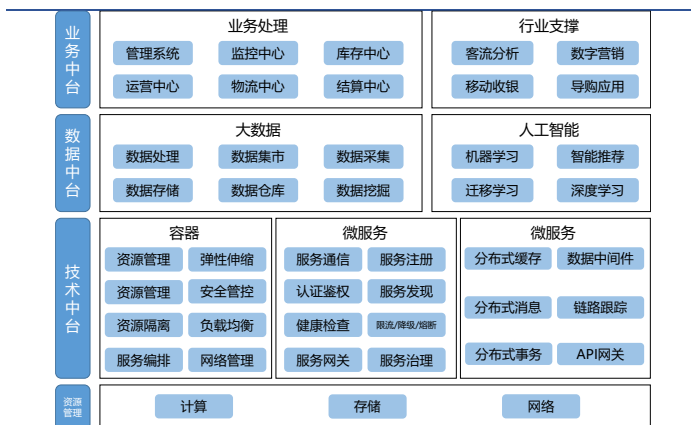 业务中台
业务处理
管理系统 监控中心 库存中心
运营中心 物流中心 结算中心
行业支撑
客流分析 数字营销
移动收银 导购应用
数据中台
大数据
数据处理 数据集市 数据采集
数据存储 数据仓库 数据挖掘
人工智能
机器学习 智能推荐
迁移学习 深度学习
技术中台
容器
资源管理 弹性伸缩
资源管理 安全管控
资源隔离 负载均衡
服务编排 网络管理
微服务
服务通信 服务注册
认证鉴权 服务发现
健康检查 限流/降级/熔断
服务网关 服务治理
微服务
分布式缓存 数据中间件
分布式消息 链路跟踪
分布式事务 API网关
资源
管理
计算 存储 网络